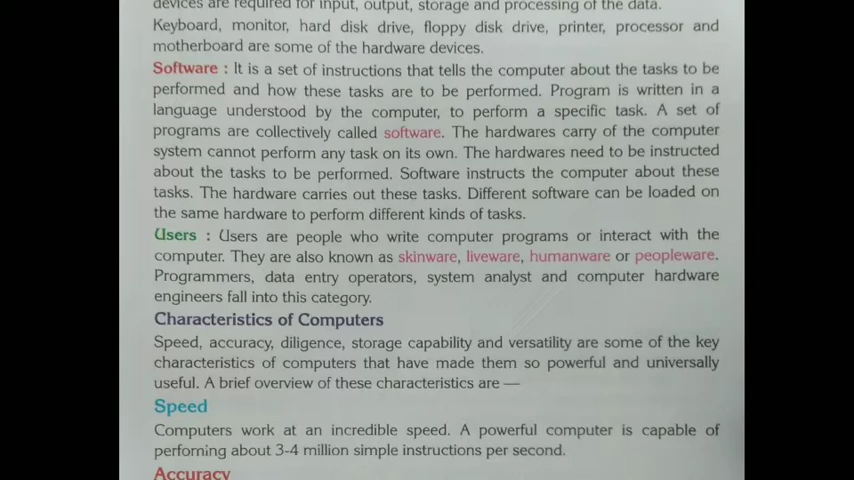 devices are required for input, output, storage and processing of the data.
Keyboard, monitor, hard disk drive, floppy disk drive, printer, processor and
motherboard are some of the hardware devices.
Software : It is a set of instructions that tells the computer about the tasks to be
performed and how these tasks are to be performed. Program is written in a
language understood by the computer, to perform a specific task. A set of
programs are collectively called software. The hardwares carry of the computer
system cannot perform any task on its own. The hardwares need to be instructed
about the tasks to be performed. Software instructs the computer about these
tasks. The hardware carries out these tasks. Different software can be loaded on
the same hardware to perform different kinds of tasks.
Users : Users are people who write computer programs or interact with the
computer. They are also known as skinware, liveware, humanware or peopleware.
Programmers, data entry operators, system analyst and computer hardware
engineers fall into this category.
Characteristics of Computers
Speed, accuracy, diligence, storage capability and versatility are some of the key
characteristics of computers that have made them so powerful and universally
useful. A brief overview of these characteristics are —
Speed
Computers work at an incredible speed. A powerful computer is capable of
perfoming about 3-4 million simple instructions per second.
Accuracy